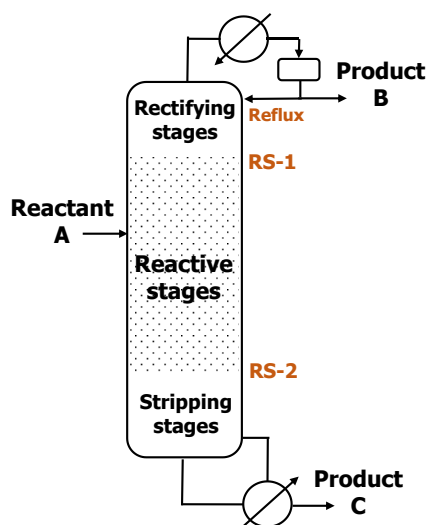 Product
B
Rectifying
stages
Reflux
RS-1
Reactant
A
Reactive
stages
RS-2
Stripping
stages
Product
C